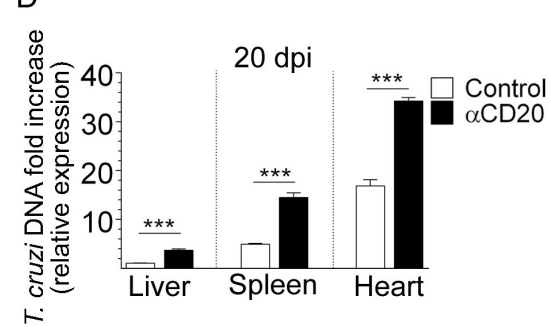 D
20 dpi
T. cruzi DNA fold increase
(relative expression)
40
30
20
10
***
***
***
Control
αCD20
Liver
Spleen
Heart